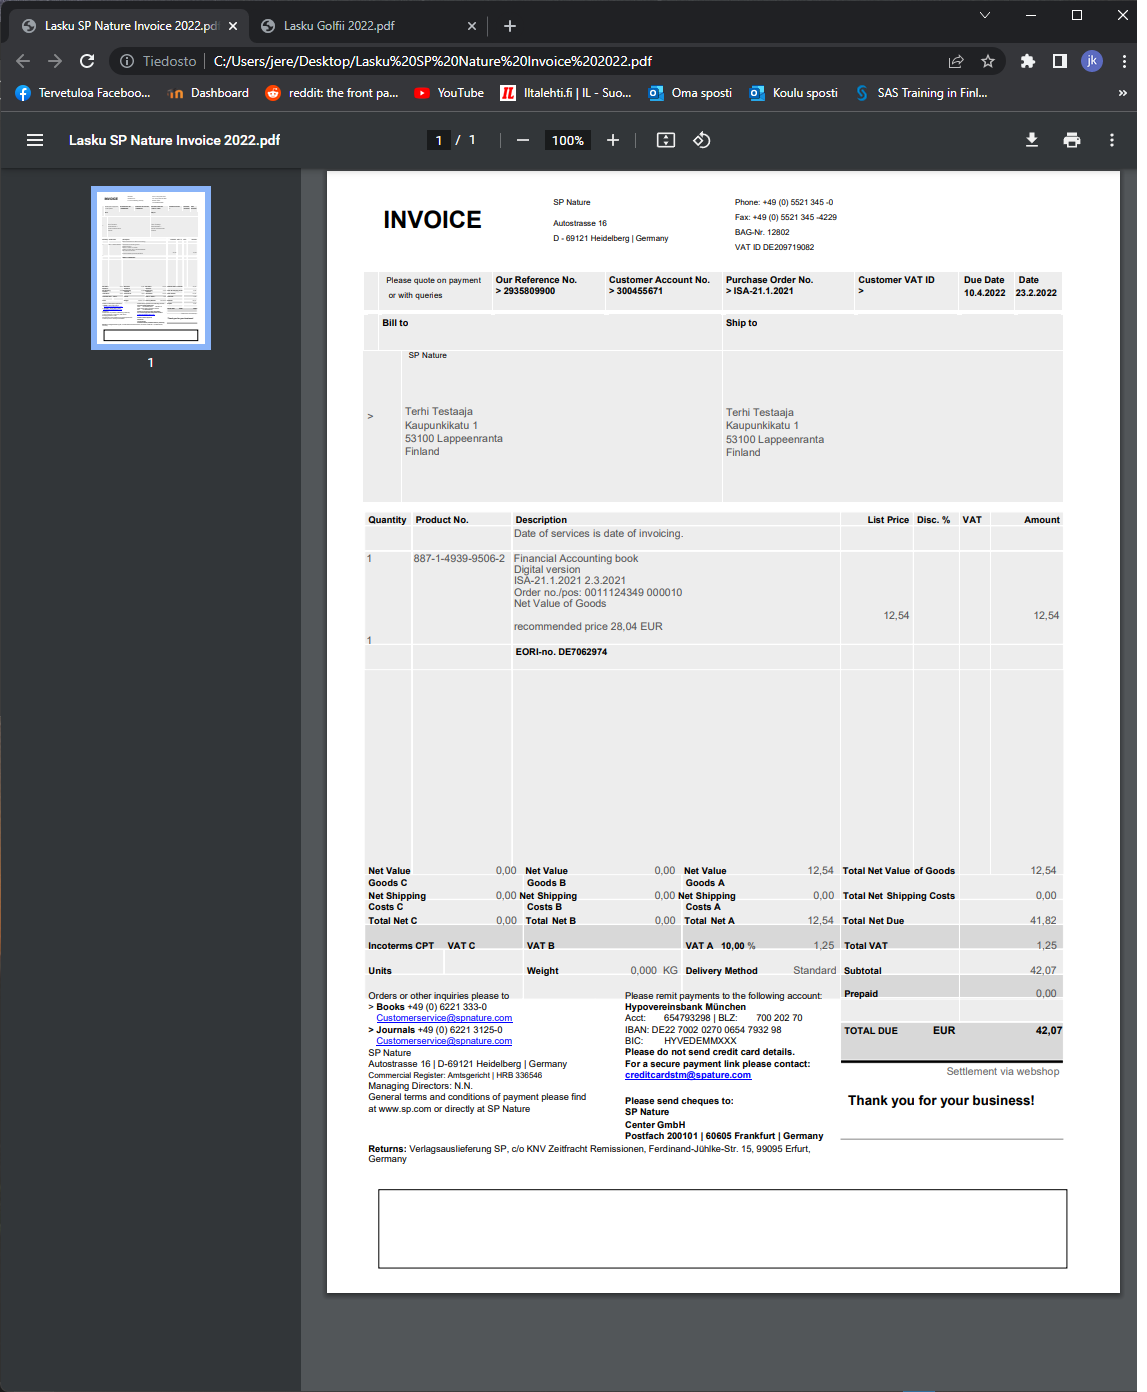 Lasku SP Nature Invoice 2022.pdf
Lasku Golfii 2022.pdf
Tiedosto C:/Users/jere/Desktop/Lasku%20SP%20Nature%20Invoice%202022.pdf
jk
Tervetuloa Faceboo... Dashboard reddit: the front pa... YouTube Iltalehti.fi | IL - Suo... Oma sposti Koulu sposti SAS Training in Finl... »
Lasku SP Nature Invoice 2022.pdf 1 / 1 100%
1
INVOICE
SP Nature
Autostrasse 16
D - 69121 Heidelberg | Germany
Phone: +49 (0) 5521 345 -0
Fax: +49 (0) 5521 345 -4229
BAG-Nr. 12802
VAT ID DE209719082
Please quote on payment
or with queries
Our Reference No.
> 2935809900
Customer Account No.
> 300455671
Purchase Order No.
> ISA-21.1.2021
Customer VAT ID
>
Due Date
10.4.2022
Date
23.2.2022
Bill to Ship to
SP Nature
>
Terhi Testaaja
Kaupunkikatu 1
53100 Lappeenranta
Finland
Terhi Testaaja
Kaupunkikatu 1
53100 Lappeenranta
Finland
Quantity Product No. Description List Price Disc. % VAT Amount
Date of services is date of invoicing.
1 887-1-4939-9506-2 Financial Accounting book
Digital version
ISA-21.1.2021 2.3.2021
Order no./pos: 0011124349 000010
Net Value of Goods
12,54 12,54
recommended price 28,04 EUR
1
EORI-no. DE7062974
Net Value 0,00 Net Value 0,00 Net Value 12,54 Total Net Value of Goods 12,54
Goods C Goods B Goods A
Net Shipping 0,00 Net Shipping 0,00 Net Shipping 0,00 Total Net Shipping Costs 0,00
Costs C Costs B Costs A
Total Net C 0,00 Total Net B 0,00 Total Net A 12,54 Total Net Due 41,82
Incoterms CPT VAT C VAT B VAT A 10,00 % 1,25 Total VAT 1,25
Units Weight 0,000 KG Delivery Method Standard Subtotal 42,07
Prepaid 0,00
TOTAL DUE EUR 42,07
Settlement via webshop
Thank you for your business!
Orders or other inquiries please to
> Books +49 (0) 6221 333-0
Customerservice@spnature.com
> Journals +49 (0) 6221 3125-0
Customerservice@spnature.com
SP Nature
Autostrasse 16 | D-69121 Heidelberg | Germany
Commercial Register: Amtsgericht | HRB 336546
Managing Directors: N.N.
General terms and conditions of payment please find
at www.sp.com or directly at SP Nature
Please remit payments to the following account:
Hypovereinsbank München
Acct: 654793298 | BLZ: 700 202 70
IBAN: DE22 7002 0270 0654 7932 98
BIC: HYVEDEMMXXX
Please do not send credit card details.
For a secure payment link please contact:
creditcardstm@spature.com
Please send cheques to:
SP Nature
Center GmbH
Postfach 200101 | 60605 Frankfurt | Germany
Returns: Verlagsauslieferung SP, c/o KNV Zeitfracht Remissionen, Ferdinand-Jühlke-Str. 15, 99095 Erfurt,
Germany